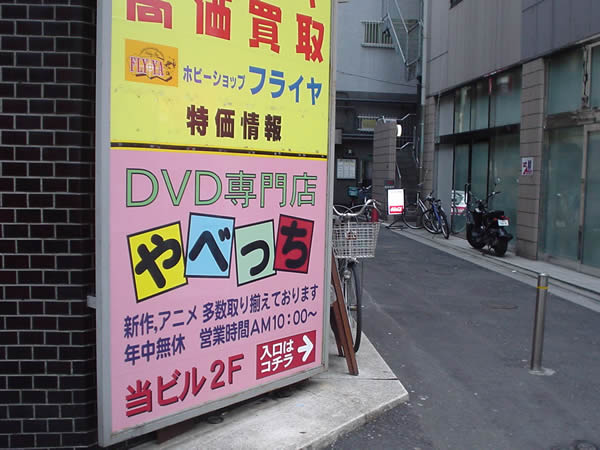 高価買取
FLY-YA
ホビーショップ フライヤ
特価情報
DVD専門店
やべっち
新作,アニメ 多数取り揃えております
年中無休 営業時間AM10:00～
当ビル2F
入口は
コチラ